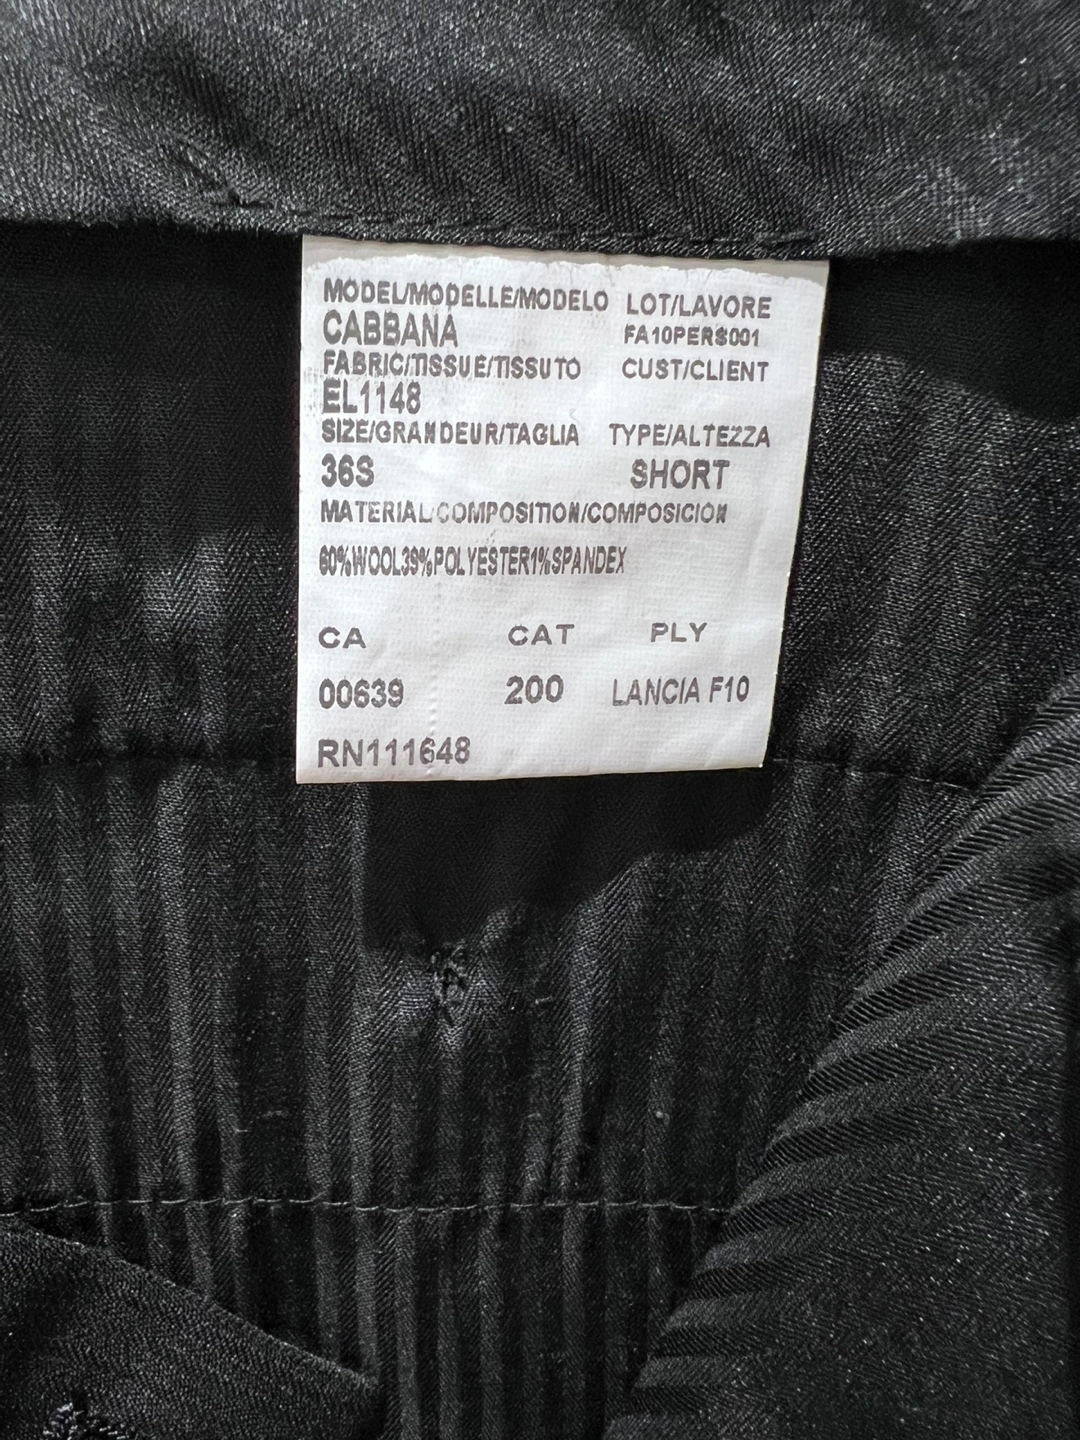 MODEL/MODELLE/MODELO LOT/LAVORE
CABBANA FA10PERS001
FABRIC/TISSUE/TISSUTO CUST/CLIENT
EL1148
SIZE/GRANDEUR/TAGLIA TYPE/ALTEZZA
36S SHORT
MATERIAL/COMPOSITION/COMPOSICION
60%WOOL39%POLYESTER1%SPANDEX
CA CAT PLY
00639 200 LANCIA F10
RN111648